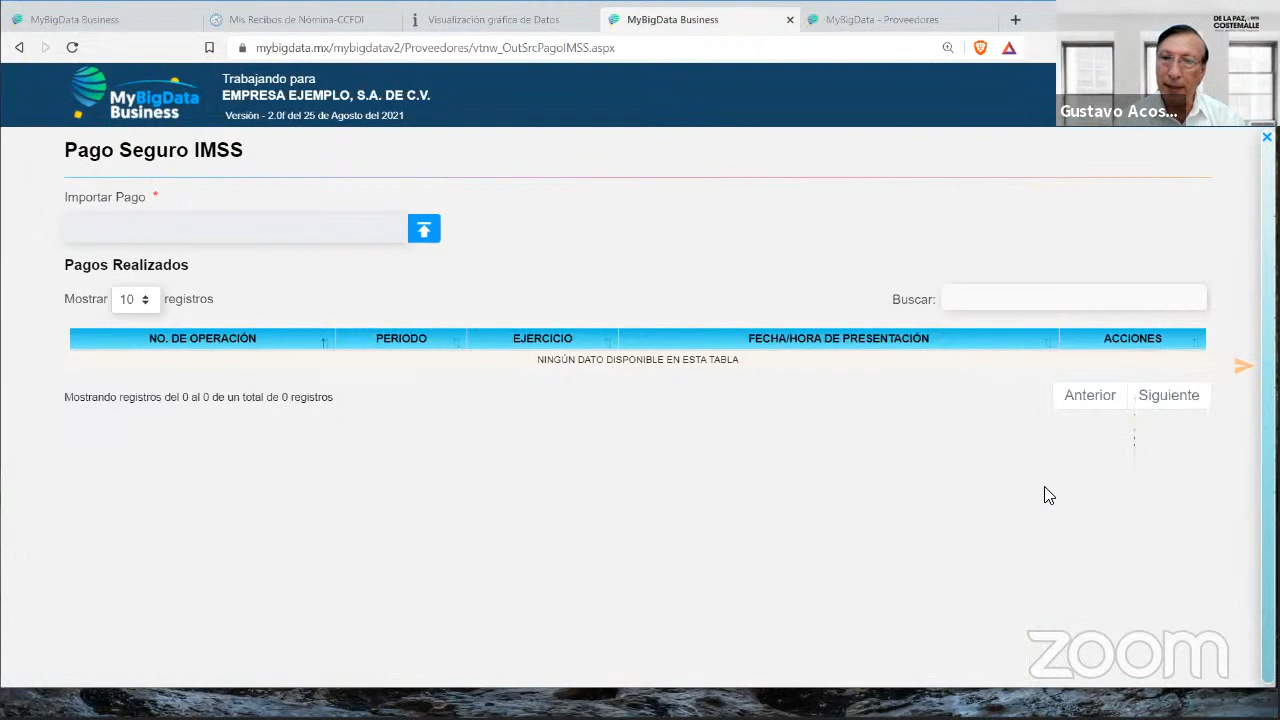 MyBigData Business
Mis Recibos de Nómina-CCFDI
Visualización gráfica de Datos
MyBigData Business
MyBigData - Proveedores
mybigdata.mx/mybigdatav2/Proveedores/vtnw_OutSrcPagoIMSS.aspx
DE LA PAZ,
COSTEMALLE
MyBigData
Business
Trabajando para
EMPRESA EJEMPLO, S.A. DE C.V.
Versión - 2.0f del 25 de Agosto del 2021
Gustavo Acos...
Pago Seguro IMSS
Importar Pago *
Pagos Realizados
Mostrar 10 registros
Buscar:
NO. DE OPERACIÓN PERIODO EJERCICIO FECHA/HORA DE PRESENTACIÓN ACCIONES
NINGÚN DATO DISPONIBLE EN ESTA TABLA
Mostrando registros del 0 al 0 de un total de 0 registros
Anterior Siguiente
zoom